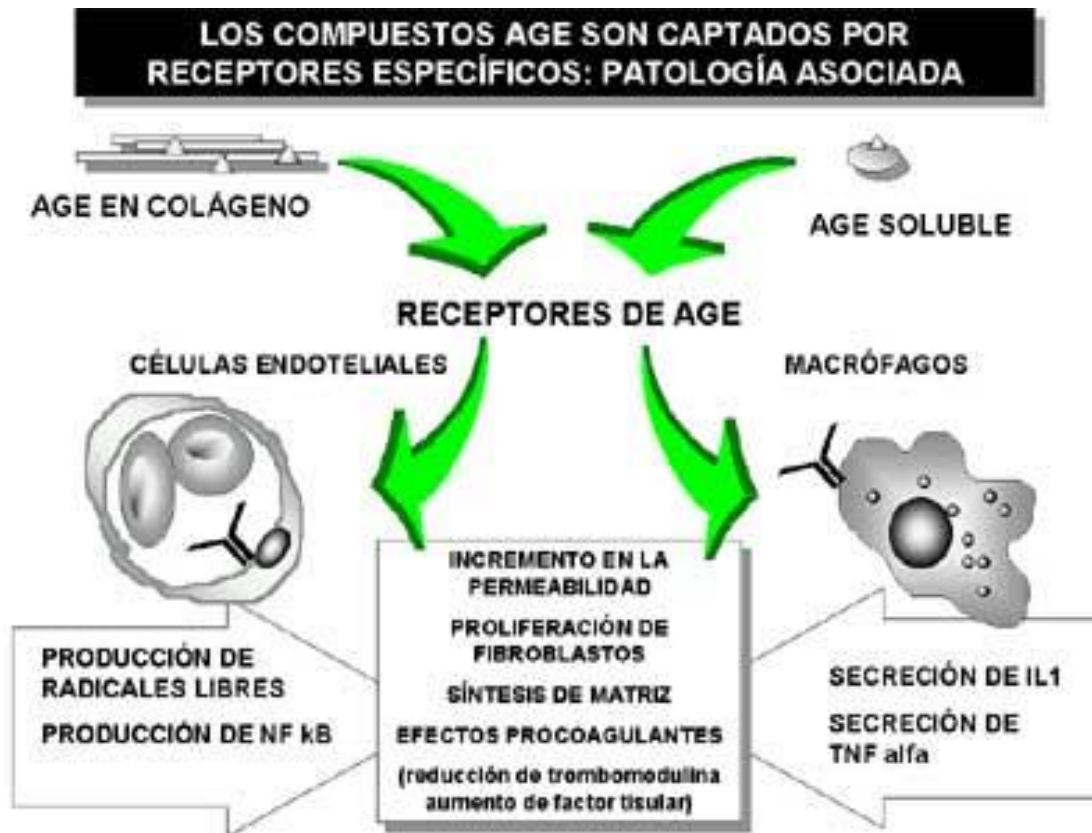 LOS COMPUESTOS AGE SON CAPTADOS POR
RECEPTORES ESPECÍFICOS: PATOLOGÍA ASOCIADA
AGE EN COLÁGENO
AGE SOLUBLE
RECEPTORES DE AGE
CÉLULAS ENDOTELIALES
MACRÓFAGOS
PRODUCCIÓN DE
RADICALES LIBRES
PRODUCCIÓN DE NF kB
INCREMENTO EN LA
PERMEABILIDAD
PROLIFERACIÓN DE
FIBROBLASTOS
SÍNTESIS DE MATRIZ
EFECTOS PROCOAGULANTES
(reducción de trombomodulina
aumento de factor tisular)
SECRECIÓN DE IL1
SECRECIÓN DE
TNF alfa